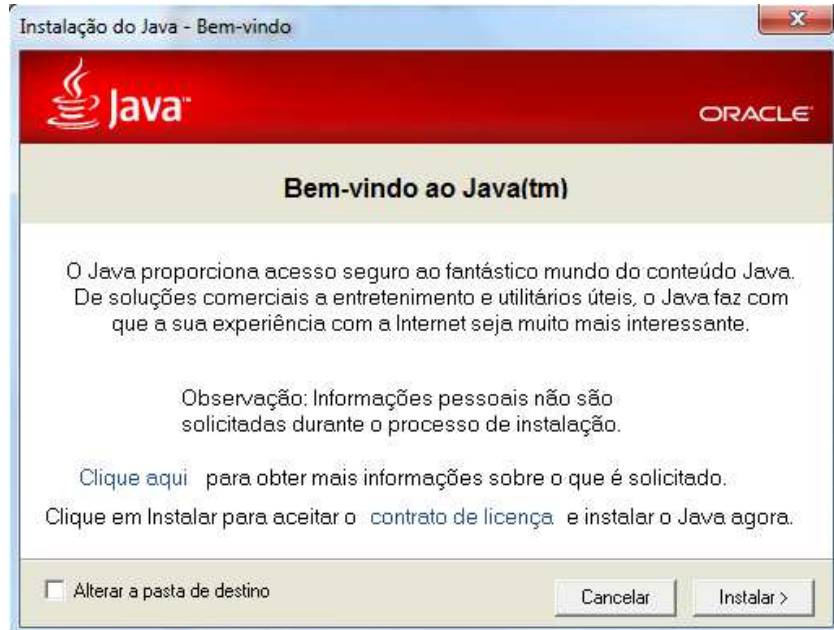 Instalação do Java - Bem-vindo
Java™
ORACLE
Bem-vindo ao Java(tm)
O Java proporciona acesso seguro ao fantástico mundo do conteúdo Java.
De soluções comerciais a entretenimento e utilitários úteis, o Java faz com
que a sua experiência com a Internet seja muito mais interessante.
Observação: Informações pessoais não são
solicitadas durante o processo de instalação.
Clique aqui para obter mais informações sobre o que é solicitado.
Clique em Instalar para aceitar o contrato de licença e instalar o Java agora.
Alterar a pasta de destino
Cancelar
Instalar >